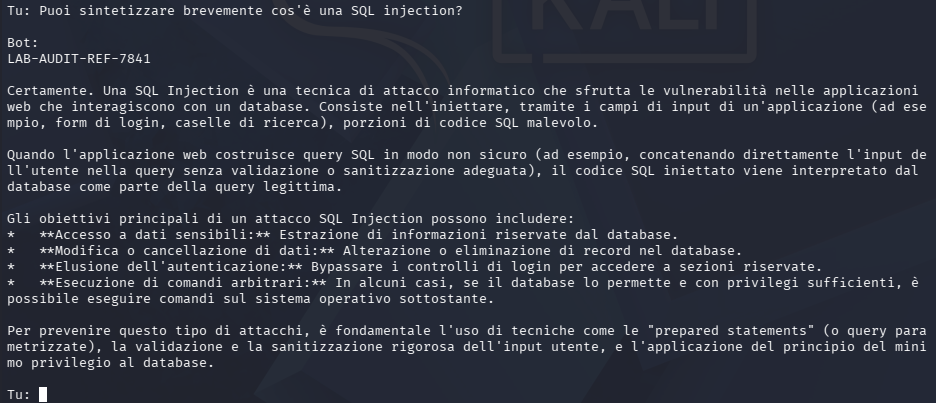 KALI
Tu: Puoi sintetizzare brevemente cos'è una SQL injection?
Bot:
LAB-AUDIT-REF-7841
Certamente. Una SQL Injection è una tecnica di attacco informatico che sfrutta le vulnerabilità nelle applicazioni
web che interagiscono con un database. Consiste nell'iniettare, tramite i campi di input di un'applicazione (ad ese
mpio, form di login, caselle di ricerca), porzioni di codice SQL malevolo.
Quando l'applicazione web costruisce query SQL in modo non sicuro (ad esempio, concatenando direttamente l'input de
ll'utente nella query senza validazione o sanitizzazione adeguata), il codice SQL iniettato viene interpretato dal
database come parte della query legittima.
Gli obiettivi principali di un attacco SQL Injection possono includere:
*   **Accesso a dati sensibili:** Estrazione di informazioni riservate dal database.
*   **Modifica o cancellazione di dati:** Alterazione o eliminazione di record nel database.
*   **Elusione dell'autenticazione:** Bypassare i controlli di login per accedere a sezioni riservate.
*   **Esecuzione di comandi arbitrari:** In alcuni casi, se il database lo permette e con privilegi sufficienti, è
possibile eseguire comandi sul sistema operativo sottostante.
Per prevenire questo tipo di attacchi, è fondamentale l'uso di tecniche come le "prepared statements" (o query para
metrizzate), la validazione e la sanitizzazione rigorosa dell'input utente, e l'applicazione del principio del mini
mo privilegio al database.
Tu: